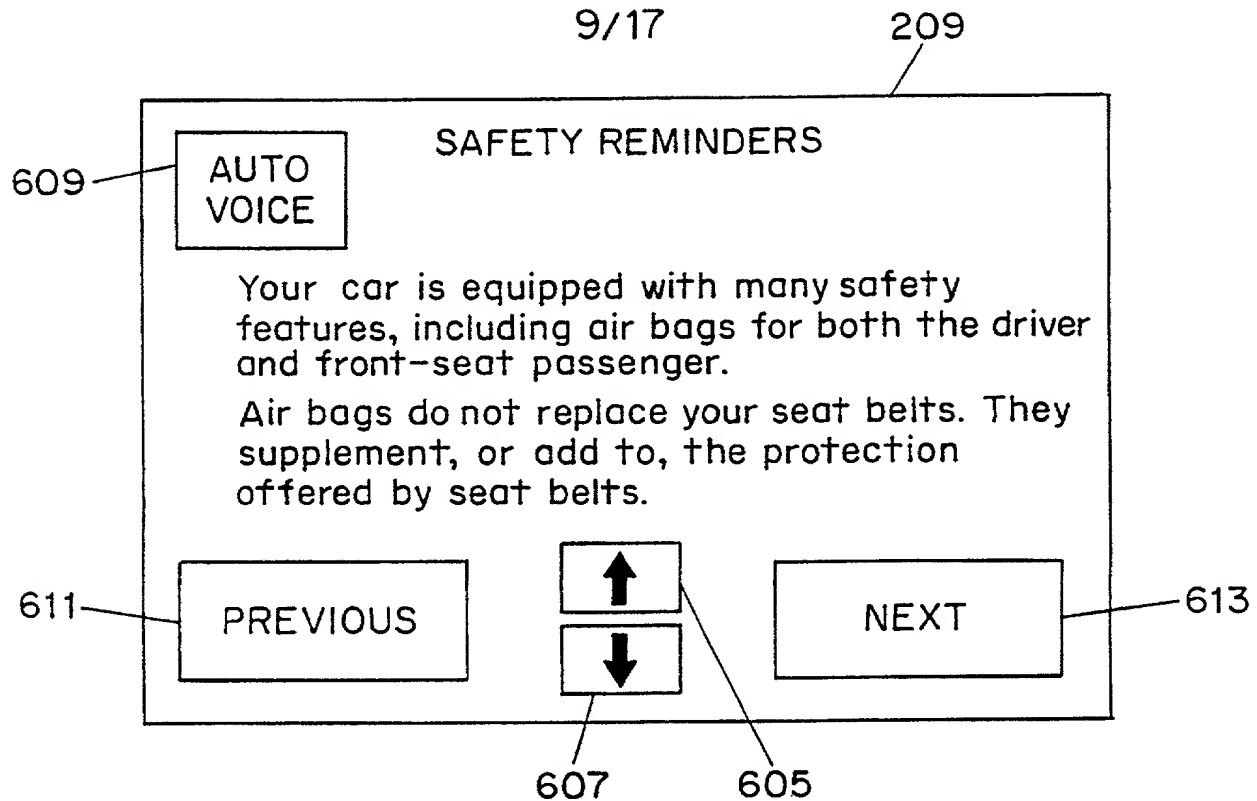 9/17
209
SAFETY REMINDERS
609
AUTO
VOICE
Your car is equipped with many safety
features, including air bags for both the driver
and front-seat passenger.
Air bags do not replace your seat belts. They
supplement, or add to, the protection
offered by seat belts.
611
PREVIOUS
NEXT
613
607
605